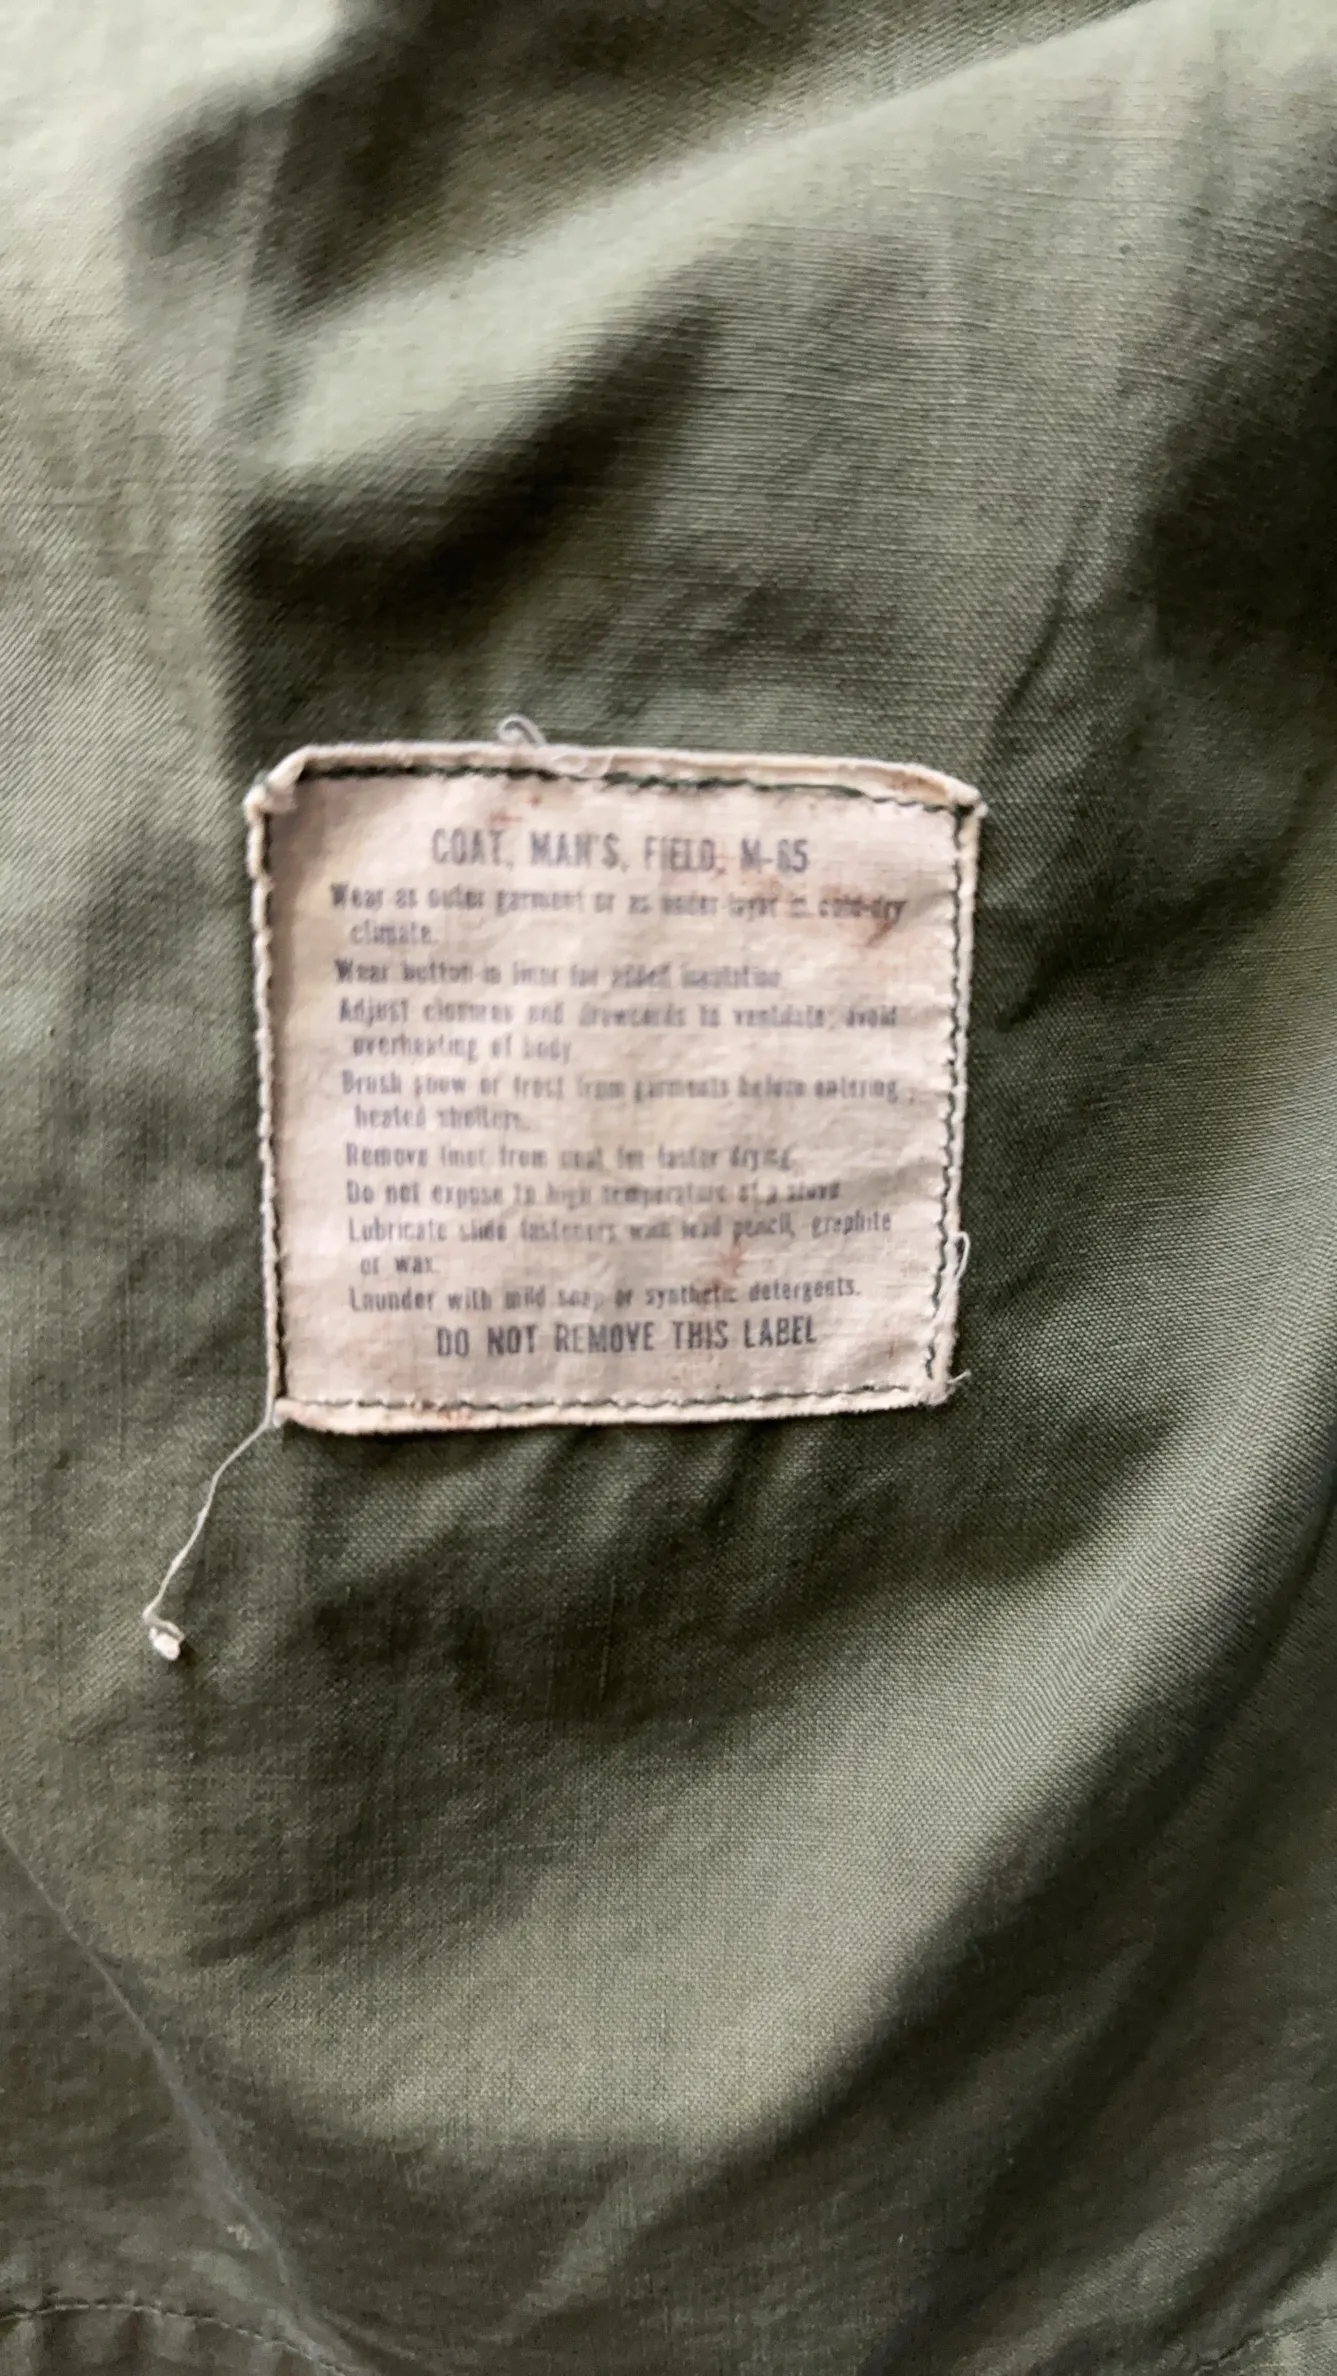 COAT, MAN'S, FIELD, M-65
Wear as outer garment or as under layer in cold-dry
climate.
Wear button-in liner for added insulation.
Adjust closures and drawcords to ventilate; avoid
overheating of body.
Brush snow or frost from garments before entering
heated shelters.
Remove liner from coat for faster drying.
Do not expose to high temperature of a stove.
Lubricate slide fasteners with lead pencil, graphite
or wax.
Launder with mild soap or synthetic detergents.
DO NOT REMOVE THIS LABEL